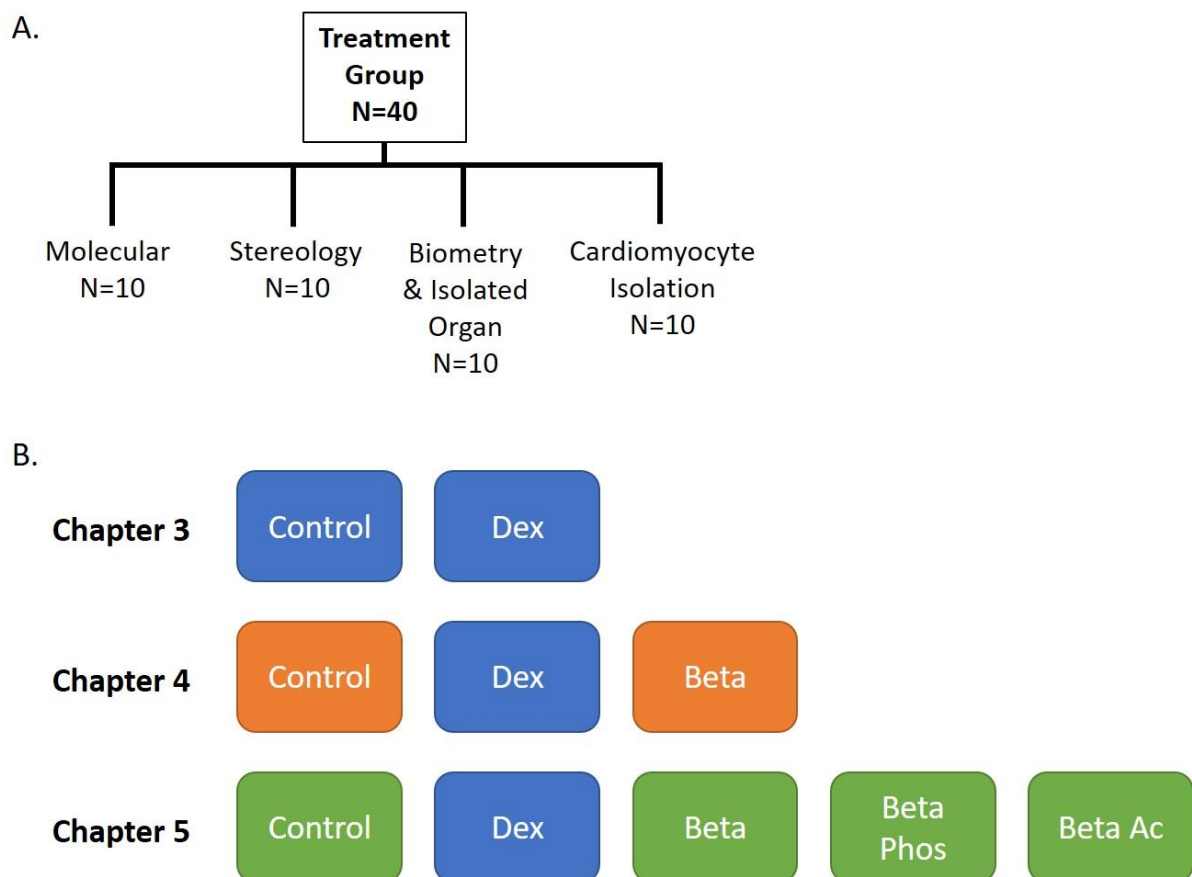 A.
Treatment
Group
N=40
Molecular
N=10
Stereology
N=10
Biometry
& Isolated
Organ
N=10
Cardiomyocyte
Isolation
N=10
B.
Chapter 3
Control
Dex
Chapter 4
Control
Dex
Beta
Chapter 5
Control
Dex
Beta
Beta
Phos
Beta Ac